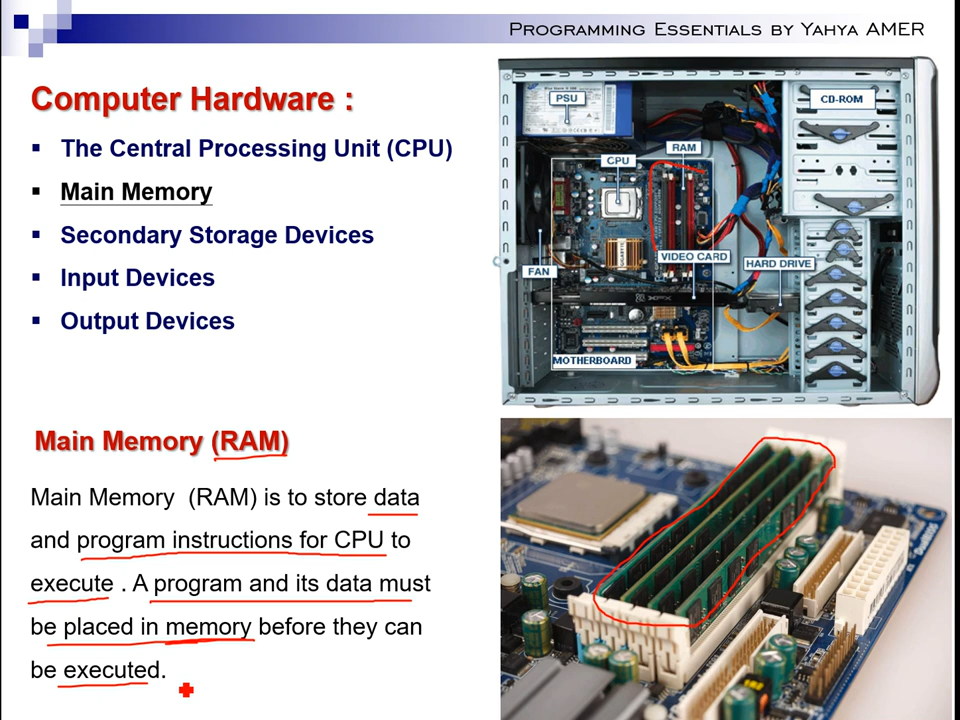 PROGRAMMING ESSENTIALS BY YAHYA AMER
Computer Hardware :
▪ The Central Processing Unit (CPU)
▪ Main Memory
▪ Secondary Storage Devices
▪ Input Devices
▪ Output Devices
PSU
CD-ROM
CPU
RAM
VIDEO CARD
HARD DRIVE
FAN
XFX
MOTHERBOARD
Main Memory (RAM)
Main Memory (RAM) is to store data
and program instructions for CPU to
execute . A program and its data must
be placed in memory before they can
be executed.